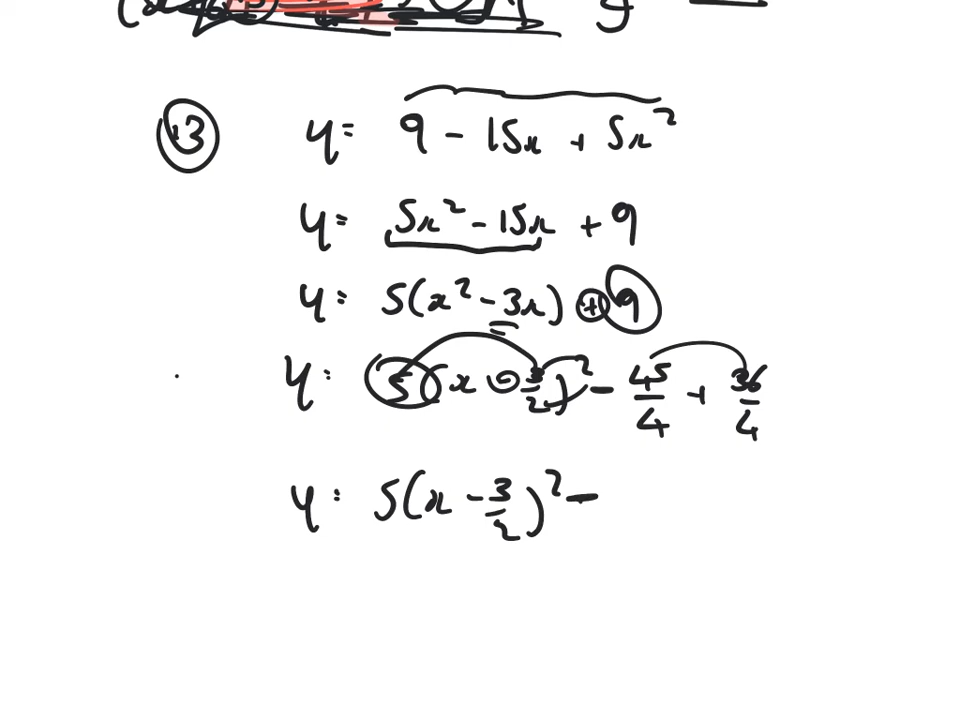 13 y = 9 - 15x + 5x²
y = 5x² - 15x + 9
y = 5(x² - 3x) + 9
y = 5(x - 3/2)² - 45/4 + 36/4
y = 5(x - 3/2)² -